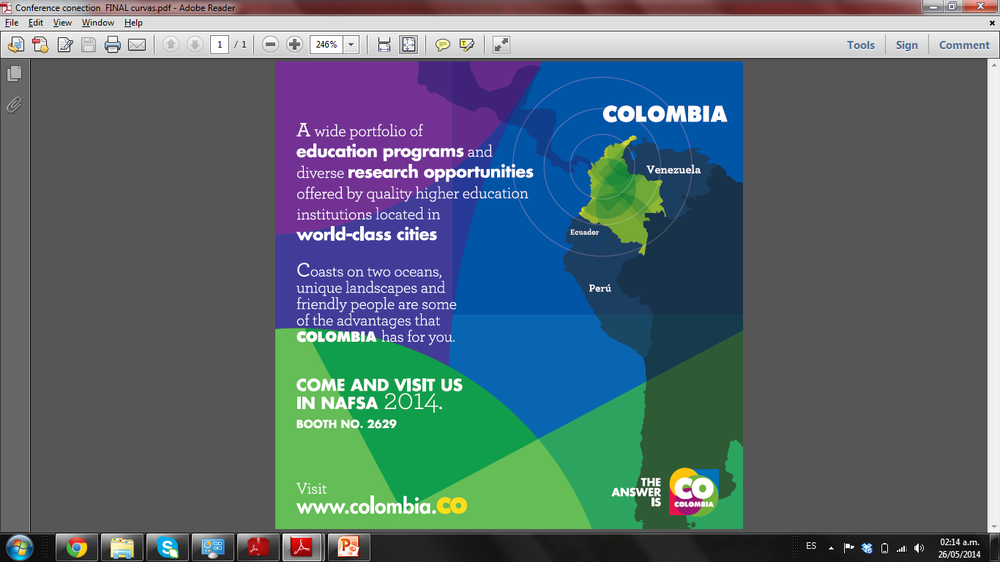 Conference conection  FINAL curvas.pdf - Adobe Reader
File Edit View Window Help
1 / 1 246% Tools Sign Comment
COLOMBIA
A wide portfolio of
education programs and
diverse research opportunities
offered by quality higher education
institutions located in
world-class cities
Venezuela
Ecuador
Perú
Coasts on two oceans,
unique landscapes and
friendly people are some
of the advantages that
COLOMBIA has for you.
COME AND VISIT US
IN NAFSA 2014.
BOOTH NO. 2629
Visit
www.colombia.co
THE
ANSWER
IS
CO
COLOMBIA
ES
02:14 a.m.
26/05/2014